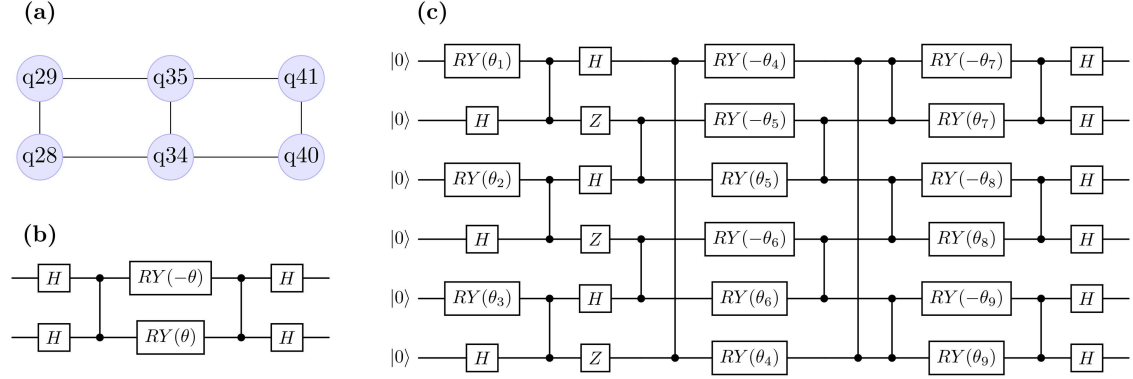 (a)
q29 q35 q41
q28 q34 q40
(b)
H RY(−θ) H
H RY(θ) H
(c)
|0⟩ RY(θ₁) H RY(−θ₄) RY(−θ₇) H
|0⟩ H Z RY(−θ₅) RY(θ₇) H
|0⟩ RY(θ₂) H RY(θ₅) RY(−θ₈) H
|0⟩ H Z RY(−θ₆) RY(θ₈) H
|0⟩ RY(θ₃) H RY(θ₆) RY(−θ₉) H
|0⟩ H Z RY(θ₄) RY(θ₉) H